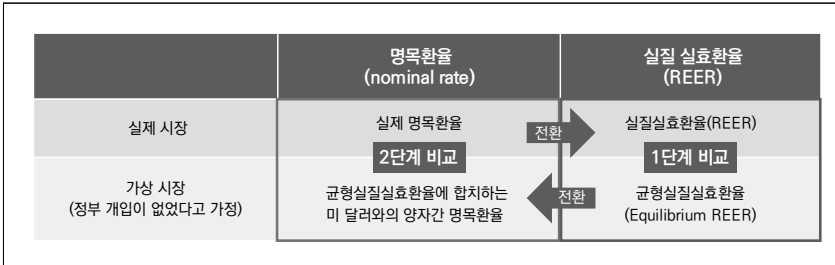 명목환율
(nominal rate)
실질 실효환율
(REER)
실제 시장
실제 명목환율
전환
실질실효환율(REER)
2단계 비교
1단계 비교
가상 시장
(정부 개입이 없었다고 가정)
균형실질실효환율에 합치하는
미 달러와의 양자간 명목환율
전환
균형실질실효환율
(Equilibrium REER)